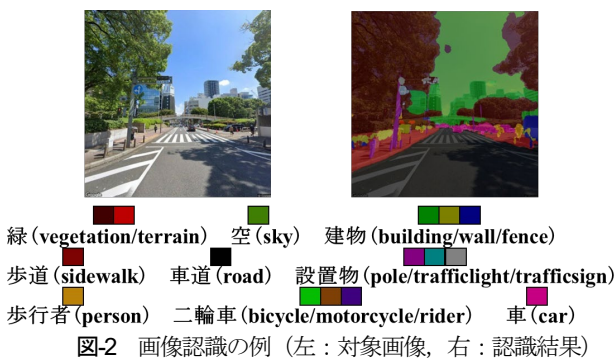 緑(vegetation/terrain) 空(sky) 建物(building/wall/fence)
歩道(sidewalk) 車道(road) 設置物(pole/trafficlight/trafficsign)
歩行者(person) 二輪車(bicycle/motorcycle/rider) 車(car)
図-2 画像認識の例(左:対象画像,右:認識結果)